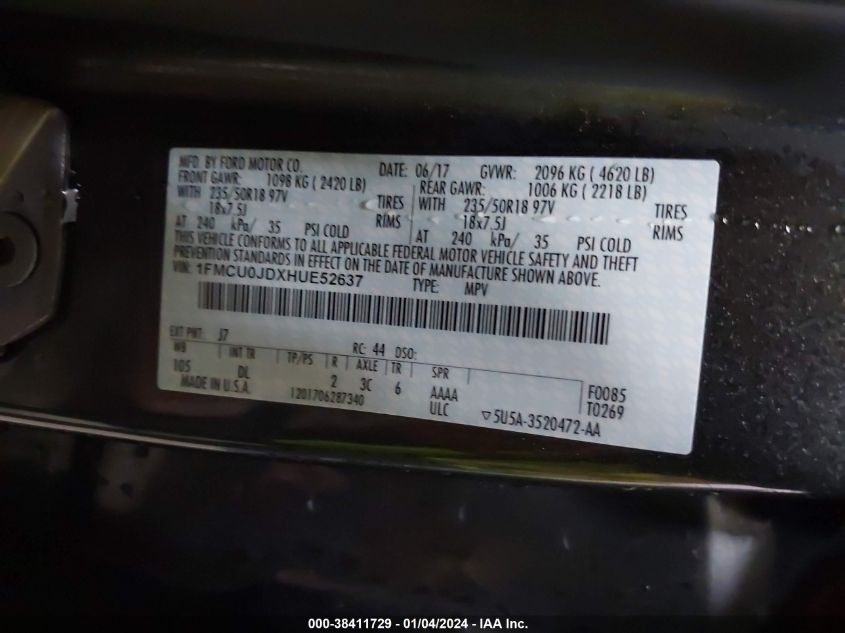 MFD. BY FORD MOTOR CO. DATE: 06/17 GVWR: 2096 KG ( 4620 LB)
FRONT GAWR: 1098 KG ( 2420 LB) REAR GAWR: 1006 KG ( 2218 LB)
WITH 235/50R18 97V TIRES WITH 235/50R18 97V TIRES
18x7.5J RIMS 18x7.5J RIMS
AT 240 kPa/ 35 PSI COLD AT 240 kPa/ 35 PSI COLD
THIS VEHICLE CONFORMS TO ALL APPLICABLE FEDERAL MOTOR VEHICLE SAFETY AND THEFT
PREVENTION STANDARDS IN EFFECT ON THE DATE OF MANUFACTURE SHOWN ABOVE.
VIN: 1FMCU0JDXHUE52637 TYPE: MPV
EXT PNT: J7 RC: 44 DSO:
WB INT TR TP/PS R AXLE TR SPR
105 DL 2 3C 6 AAAA F0085
MADE IN U.S.A. 1201706287340 ULC T0269
▽5U5A-3520472-AA
000-38411729 - 01/04/2024 - IAA Inc.